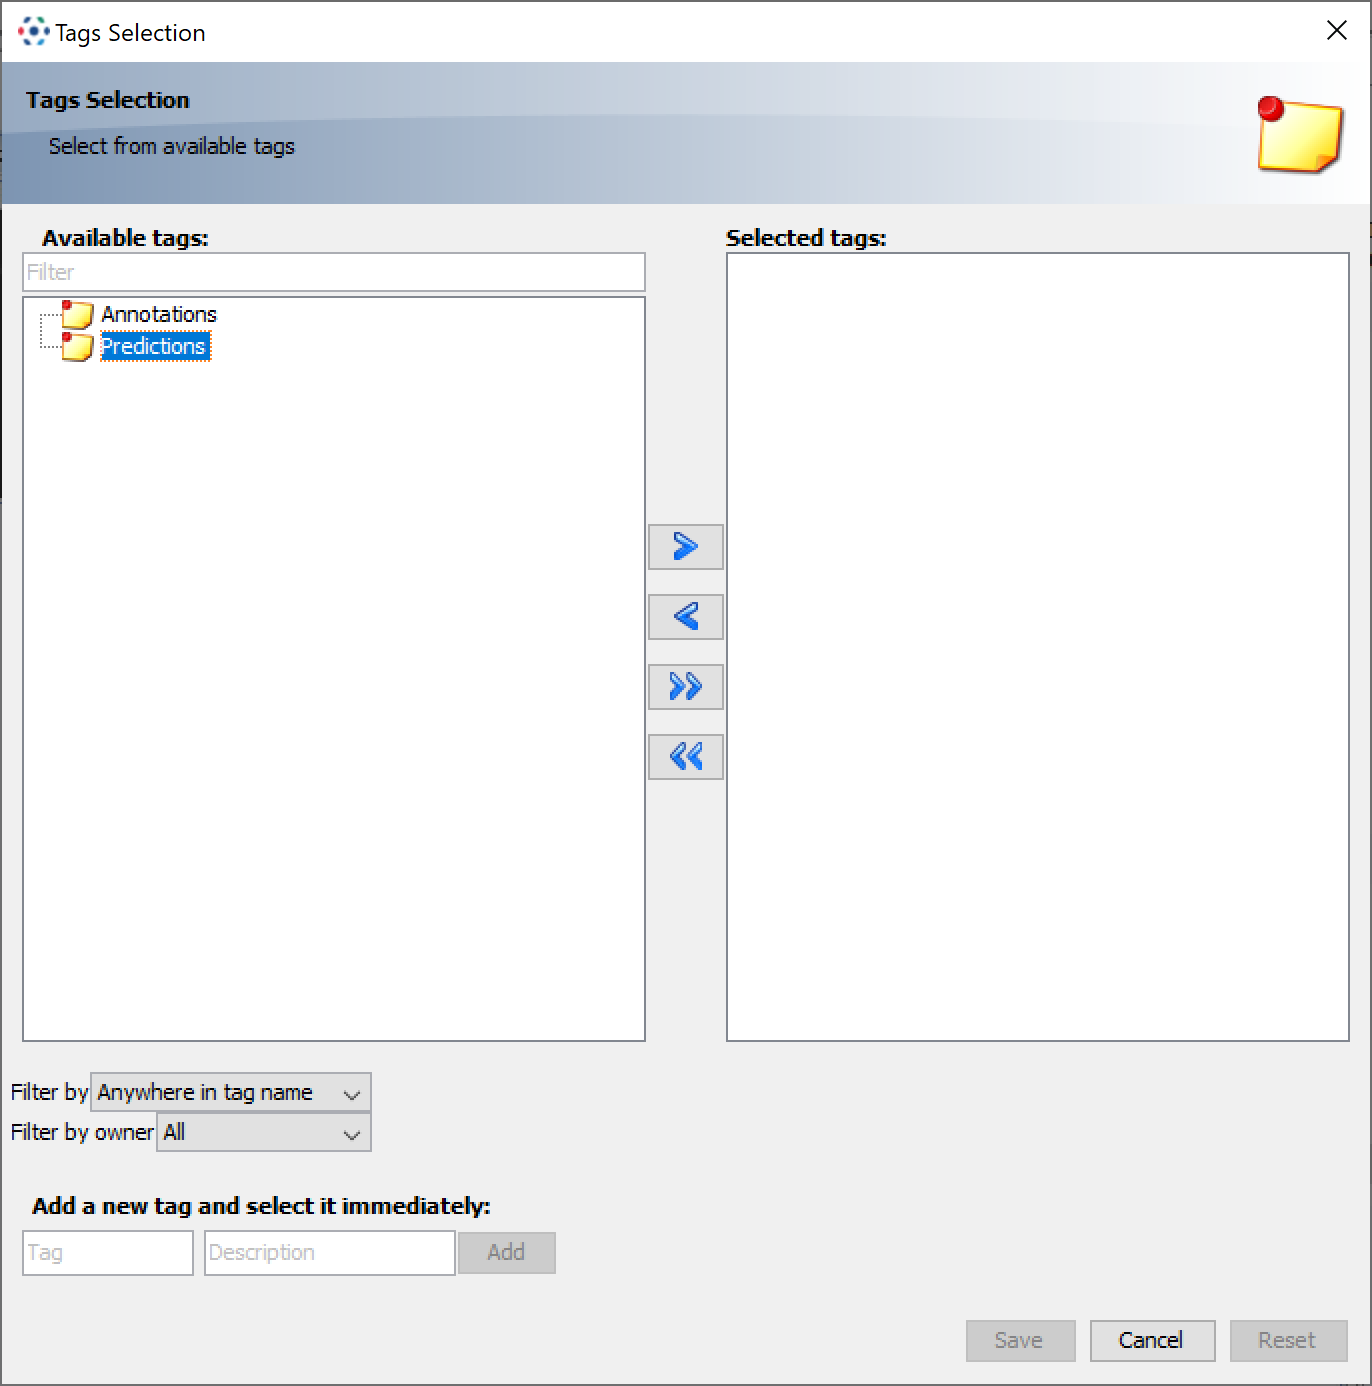 Tags Selection
Tags Selection
Select from available tags
Available tags:
Selected tags:
Filter
Annotations
Predictions
Filter by Anywhere in tag name
Filter by owner All
Add a new tag and select it immediately:
Tag Description Add
Save Cancel Reset